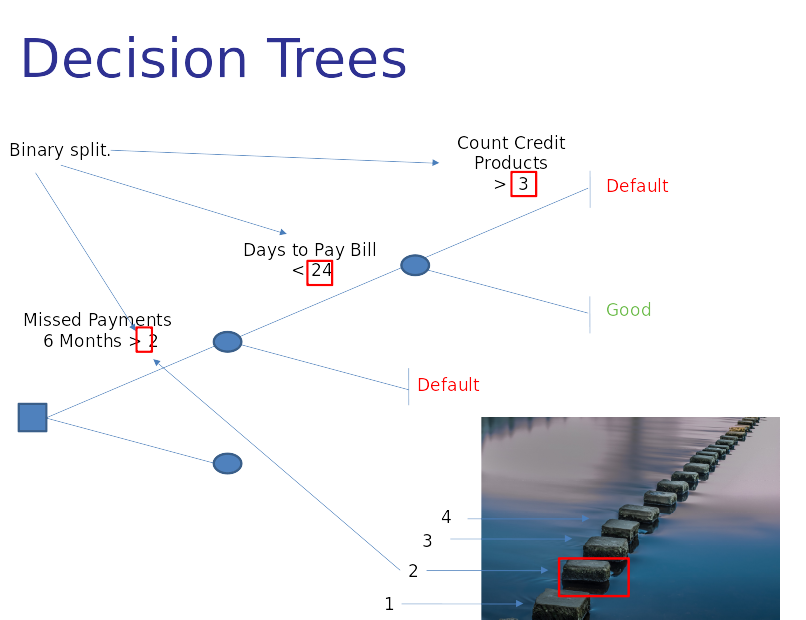 Decision Trees
Binary split.
Count Credit
Products
> 3
Default
Days to Pay Bill
< 24
Good
Missed Payments
6 Months > 2
Default
4
3
2
1